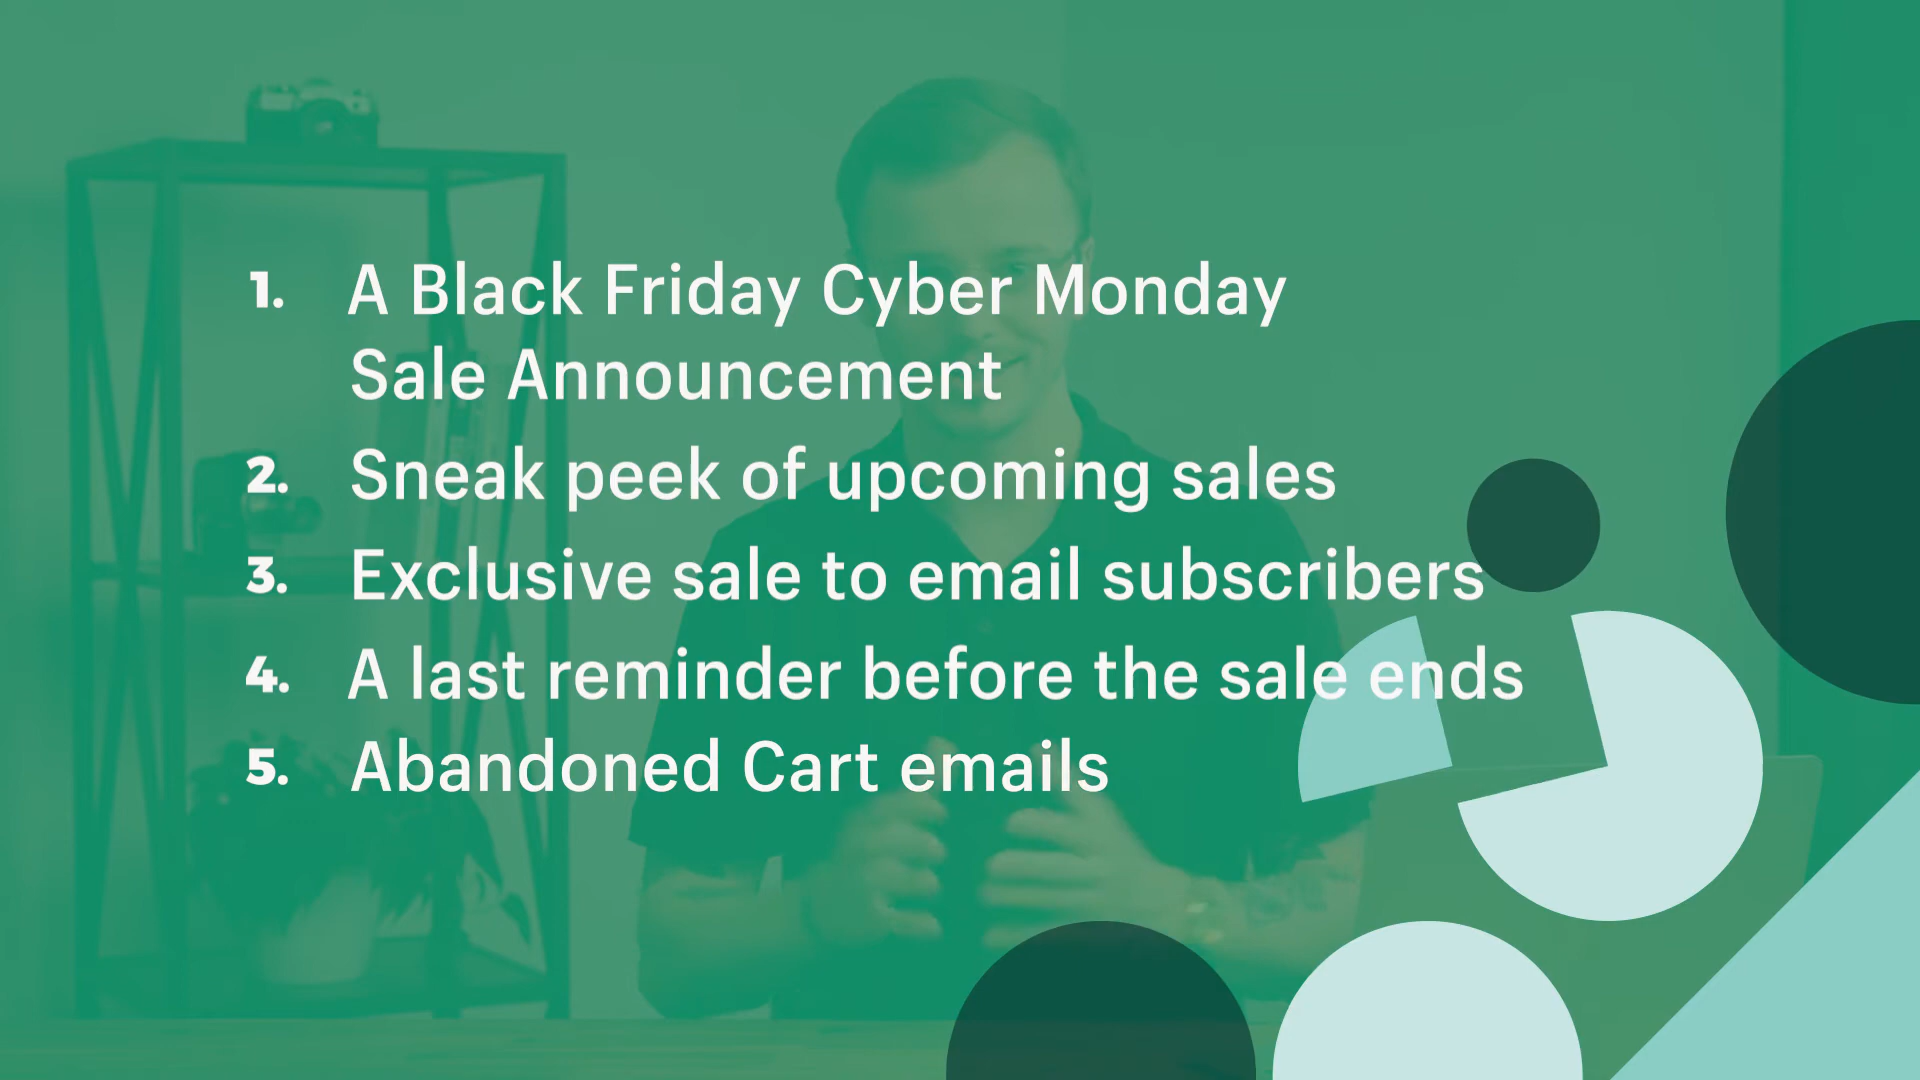 1. A Black Friday Cyber Monday
Sale Announcement
2. Sneak peek of upcoming sales
3. Exclusive sale to email subscribers
4. A last reminder before the sale ends
5. Abandoned Cart emails